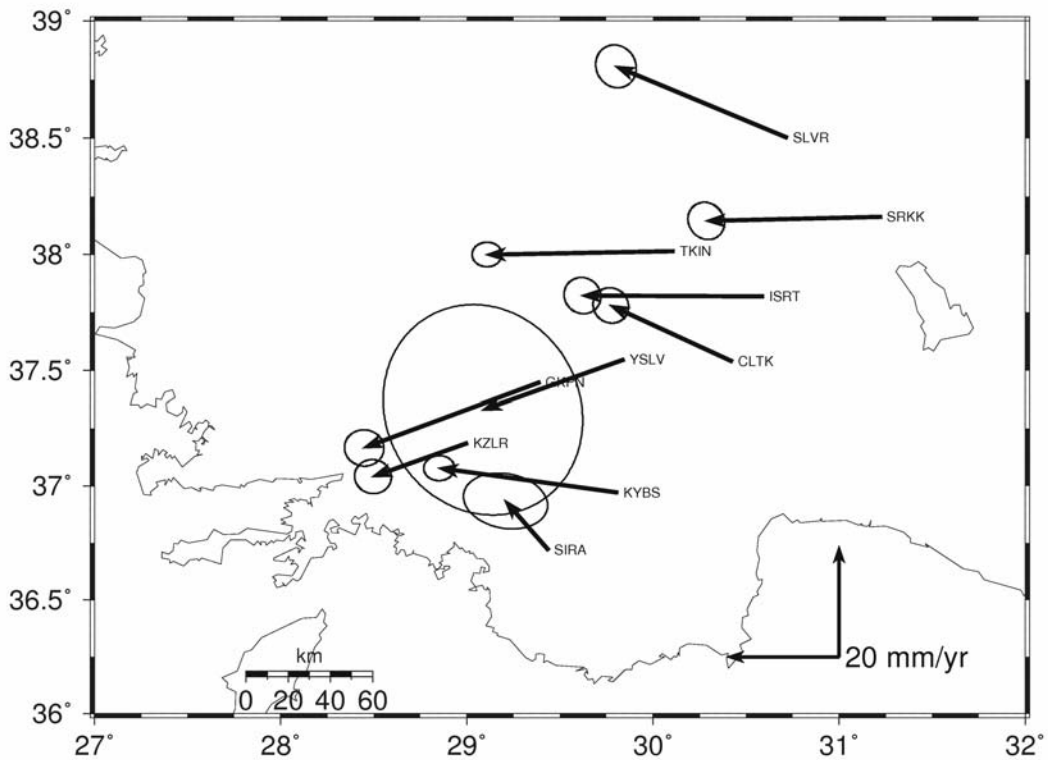 39°
38.5°
38°
37.5°
37°
36.5°
36°
SLVR
SRKK
TKIN
ISRT
CLTK
YSLV
GKPN
KZLR
KYBS
SIRA
km
0 20 40 60
20 mm/yr
27° 28° 29° 30° 31° 32°